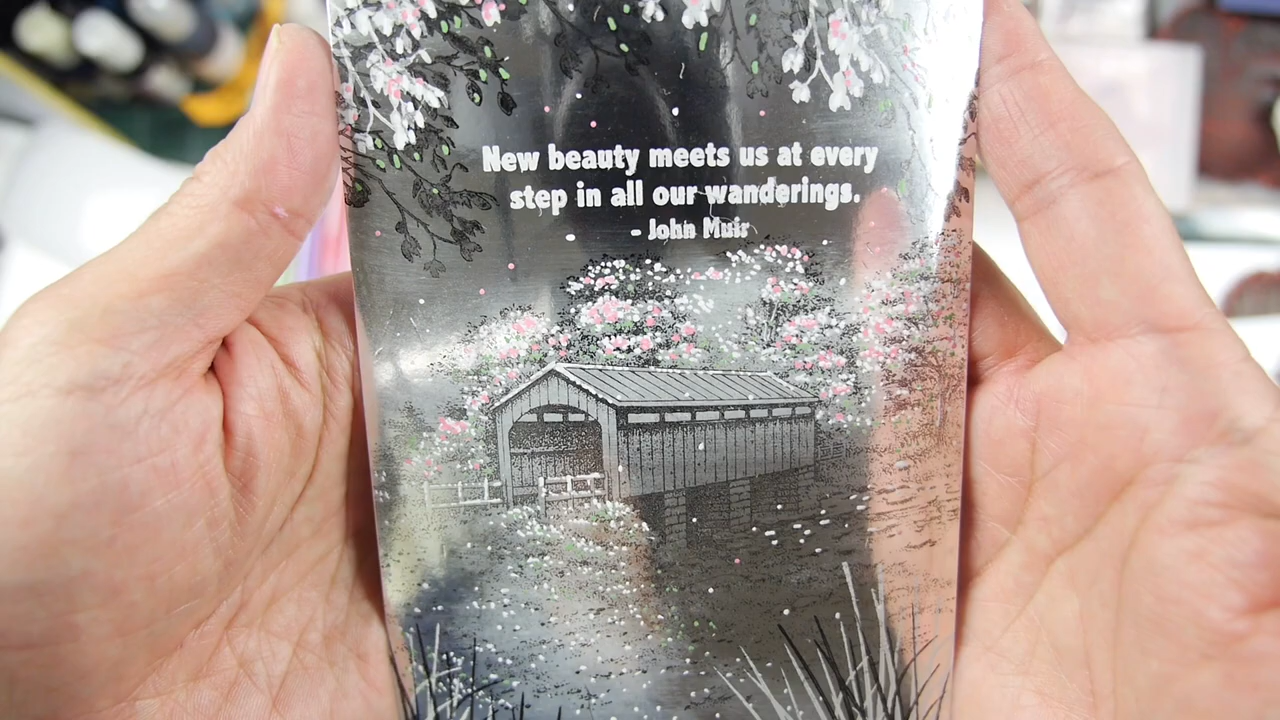 New beauty meets us at every
step in all our wanderings.
- John Muir